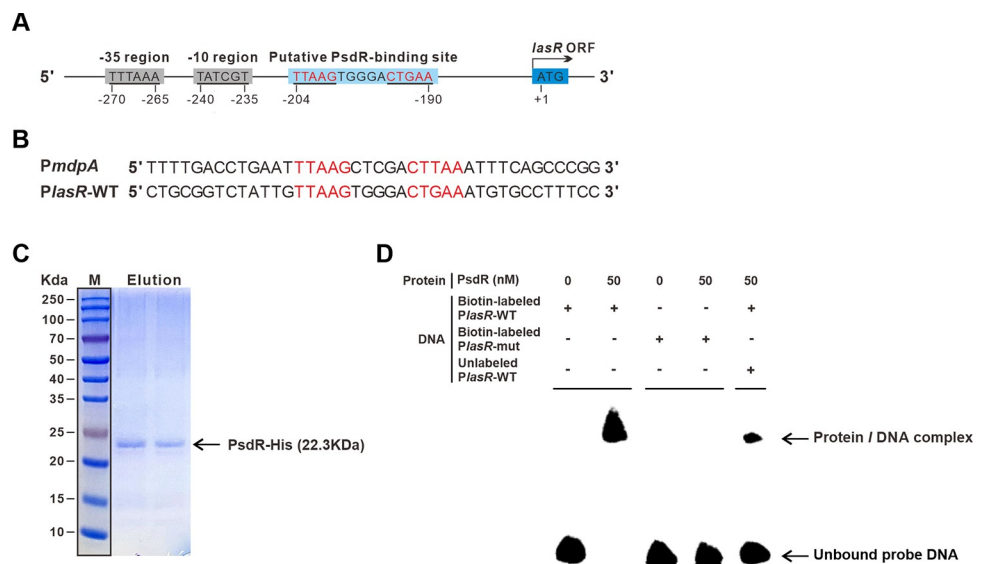 A
lasR ORF
-35 region -10 region Putative PsdR-binding site
5' TTTAAA TATCGT TTAAGTGGGACTGAA ATG 3'
-270 -265 -240 -235 -204 -190 +1
B
PmdpA 5' TTTTGACCTGAATTTAAGCTCGACTTAAATTTCAGCCCGG 3'
PlasR-WT 5' CTGCGGTCTATTGTTAAGTGGGACTGAAATGTGCCTTTCC 3'
C
Kda M Elution
250
100
70
50
40
35
25
20
15
10
PsdR-His (22.3KDa)
D
Protein PsdR (nM) 0 50 0 50 50
DNA
Biotin-labeled
PlasR-WT + + - - +
Biotin-labeled
PlasR-mut - - + + -
Unlabeled
PlasR-WT - - - - +
Protein / DNA complex
Unbound probe DNA